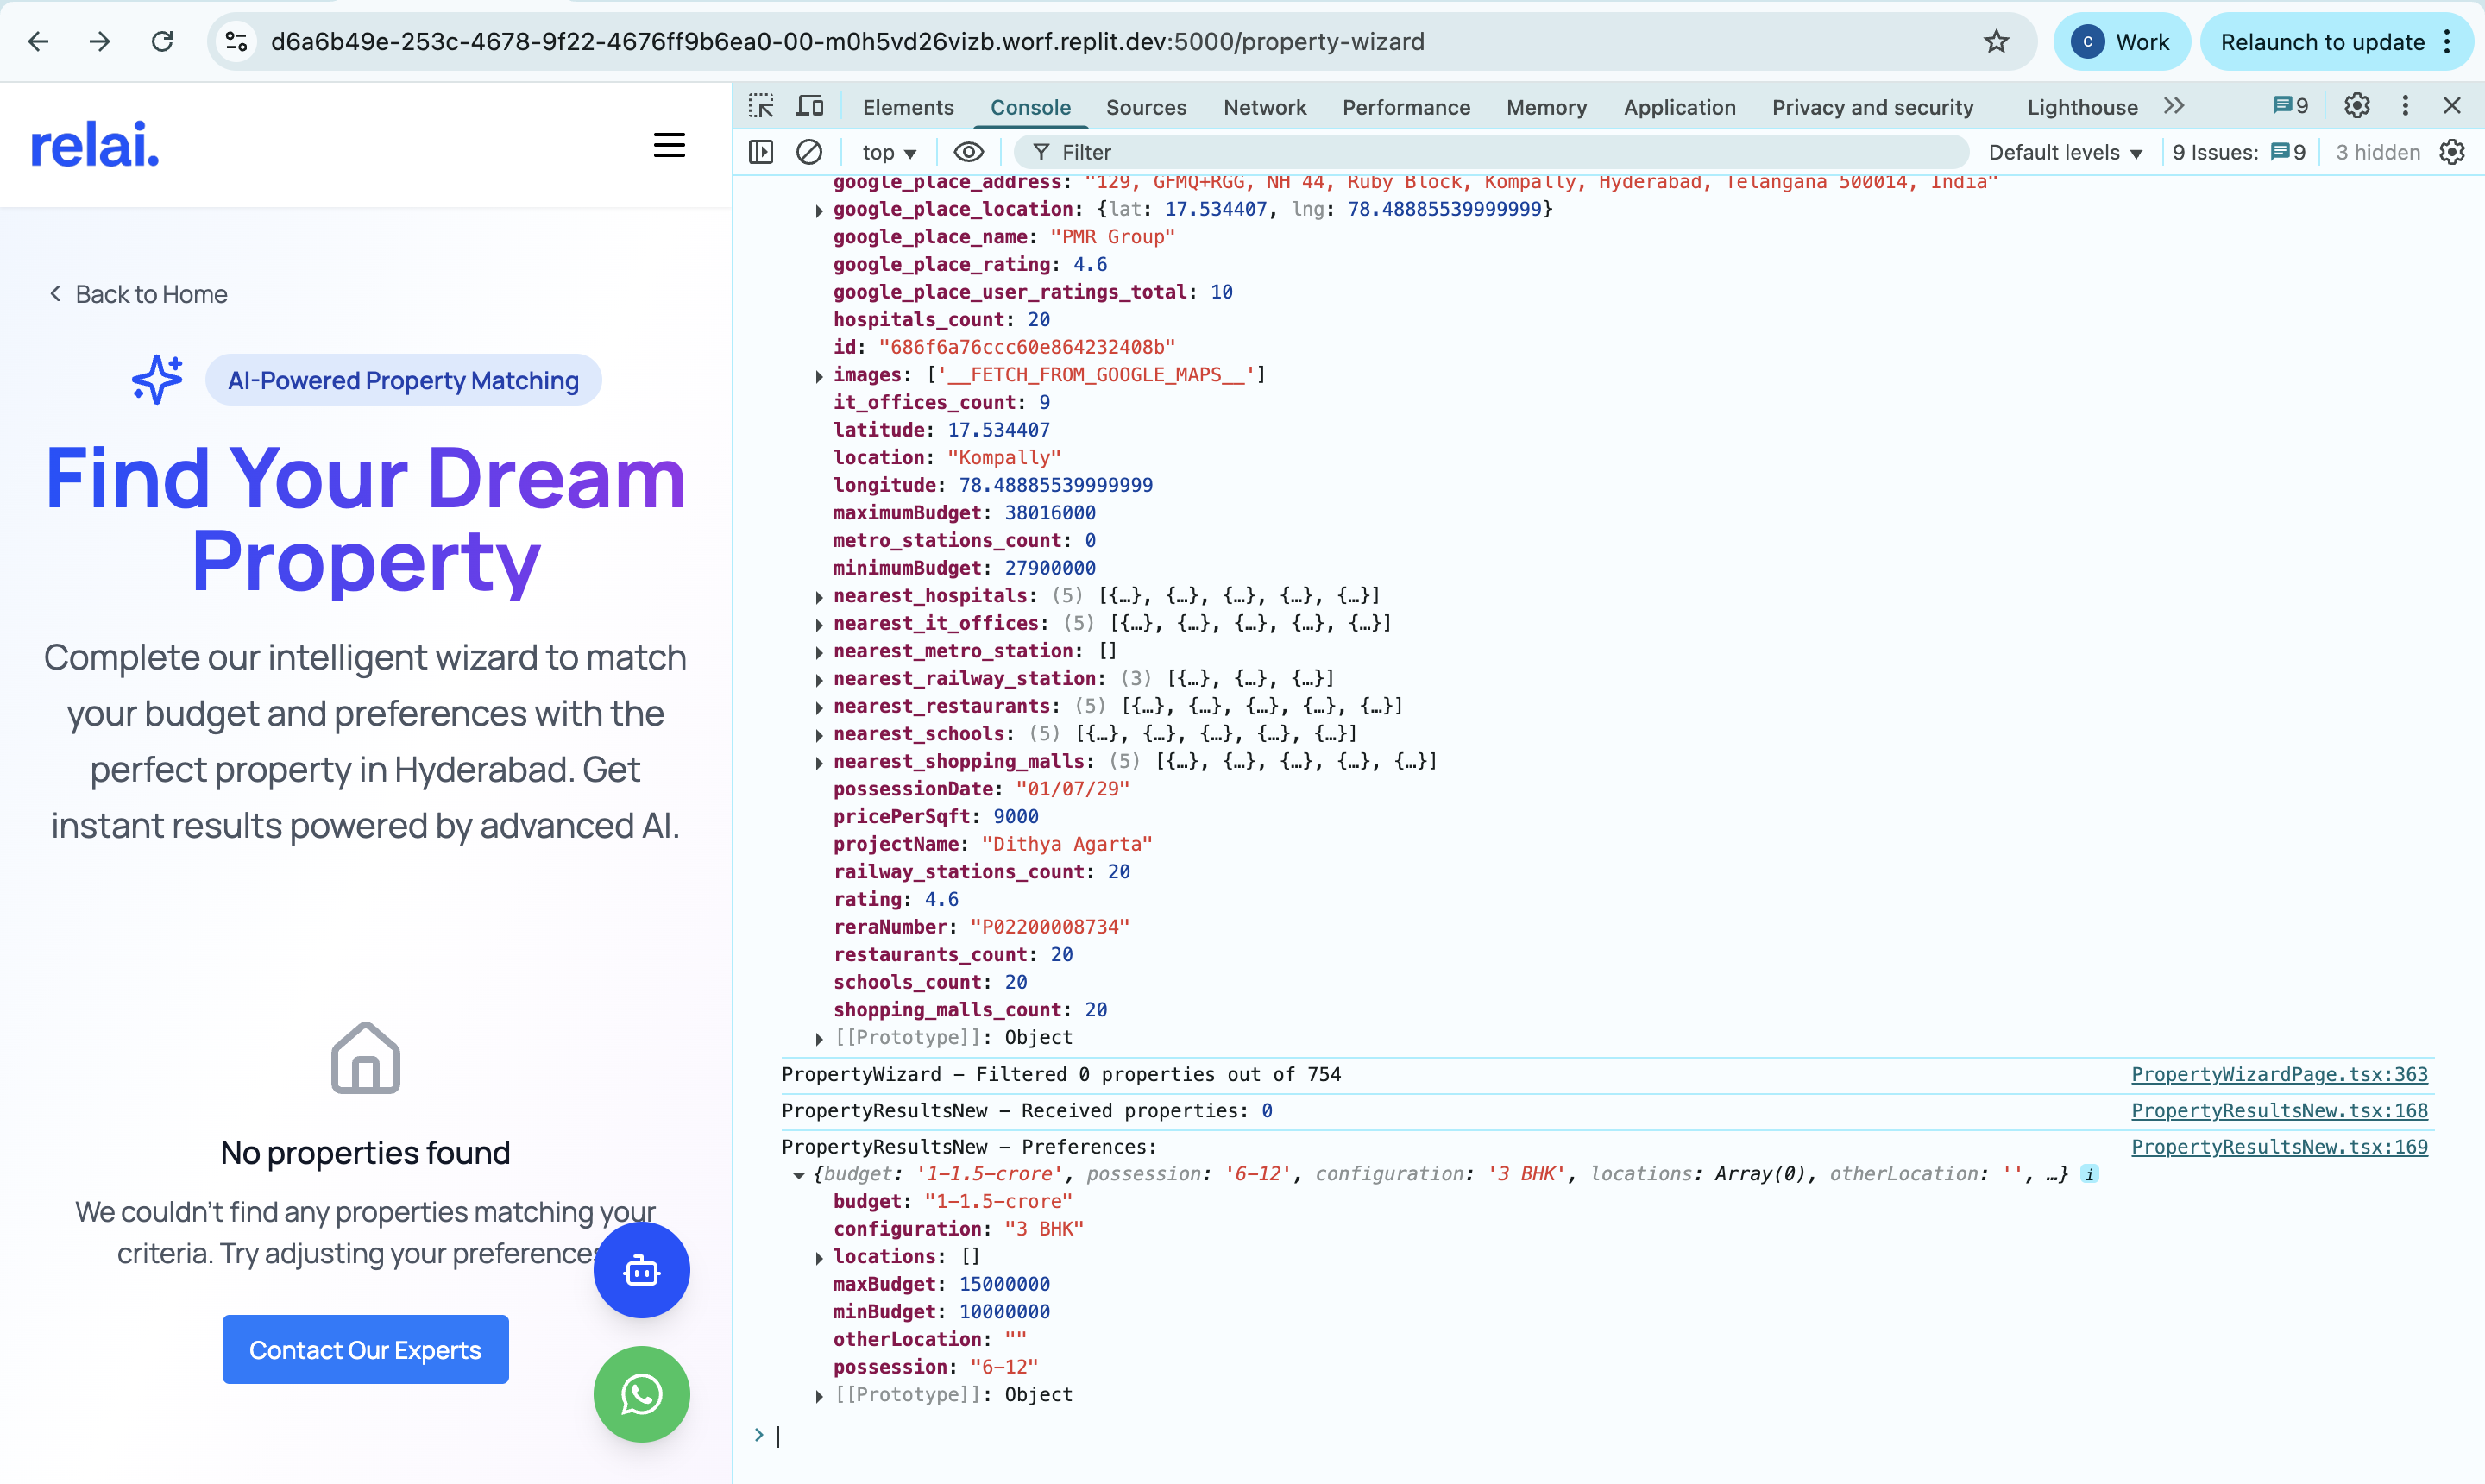 d6a6b49e-253c-4678-9f22-4676ff9b6ea0-00-m0h5vd26vizb.worf.replit.dev:5000/property-wizard
C Work
Relaunch to update
relai.
Back to Home
AI-Powered Property Matching
Find Your Dream
Property
Complete our intelligent wizard to match
your budget and preferences with the
perfect property in Hyderabad. Get
instant results powered by advanced AI.
No properties found
We couldn't find any properties matching your
criteria. Try adjusting your preferences
Contact Our Experts
Elements Console Sources Network Performance Memory Application Privacy and security Lighthouse 9
top Filter Default levels 9 Issues: 9 3 hidden
google_place_address: "129, GFMQ+RGG, NH 44, Ruby Block, Kompally, Hyderabad, Telangana 500014, India"
google_place_location: {lat: 17.534407, lng: 78.48885539999999}
google_place_name: "PMR Group"
google_place_rating: 4.6
google_place_user_ratings_total: 10
hospitals_count: 20
id: "686f6a76ccc60e864232408b"
images: ['__FETCH_FROM_GOOGLE_MAPS__']
it_offices_count: 9
latitude: 17.534407
location: "Kompally"
longitude: 78.48885539999999
maximumBudget: 38016000
metro_stations_count: 0
minimumBudget: 27900000
nearest_hospitals: (5) [{…}, {…}, {…}, {…}, {…}]
nearest_it_offices: (5) [{…}, {…}, {…}, {…}, {…}]
nearest_metro_station: []
nearest_railway_station: (3) [{…}, {…}, {…}]
nearest_restaurants: (5) [{…}, {…}, {…}, {…}, {…}]
nearest_schools: (5) [{…}, {…}, {…}, {…}, {…}]
nearest_shopping_malls: (5) [{…}, {…}, {…}, {…}, {…}]
possessionDate: "01/07/29"
pricePerSqft: 9000
projectName: "Dithya Agarta"
railway_stations_count: 20
rating: 4.6
reraNumber: "P02200008734"
restaurants_count: 20
schools_count: 20
shopping_malls_count: 20
[[Prototype]]: Object
PropertyWizard – Filtered 0 properties out of 754 PropertyWizardPage.tsx:363
PropertyResultsNew – Received properties: 0 PropertyResultsNew.tsx:168
PropertyResultsNew – Preferences: PropertyResultsNew.tsx:169
{budget: '1-1.5-crore', possession: '6-12', configuration: '3 BHK', locations: Array(0), otherLocation: '', …} i
budget: "1-1.5-crore"
configuration: "3 BHK"
locations: []
maxBudget: 15000000
minBudget: 10000000
otherLocation: ""
possession: "6-12"
[[Prototype]]: Object